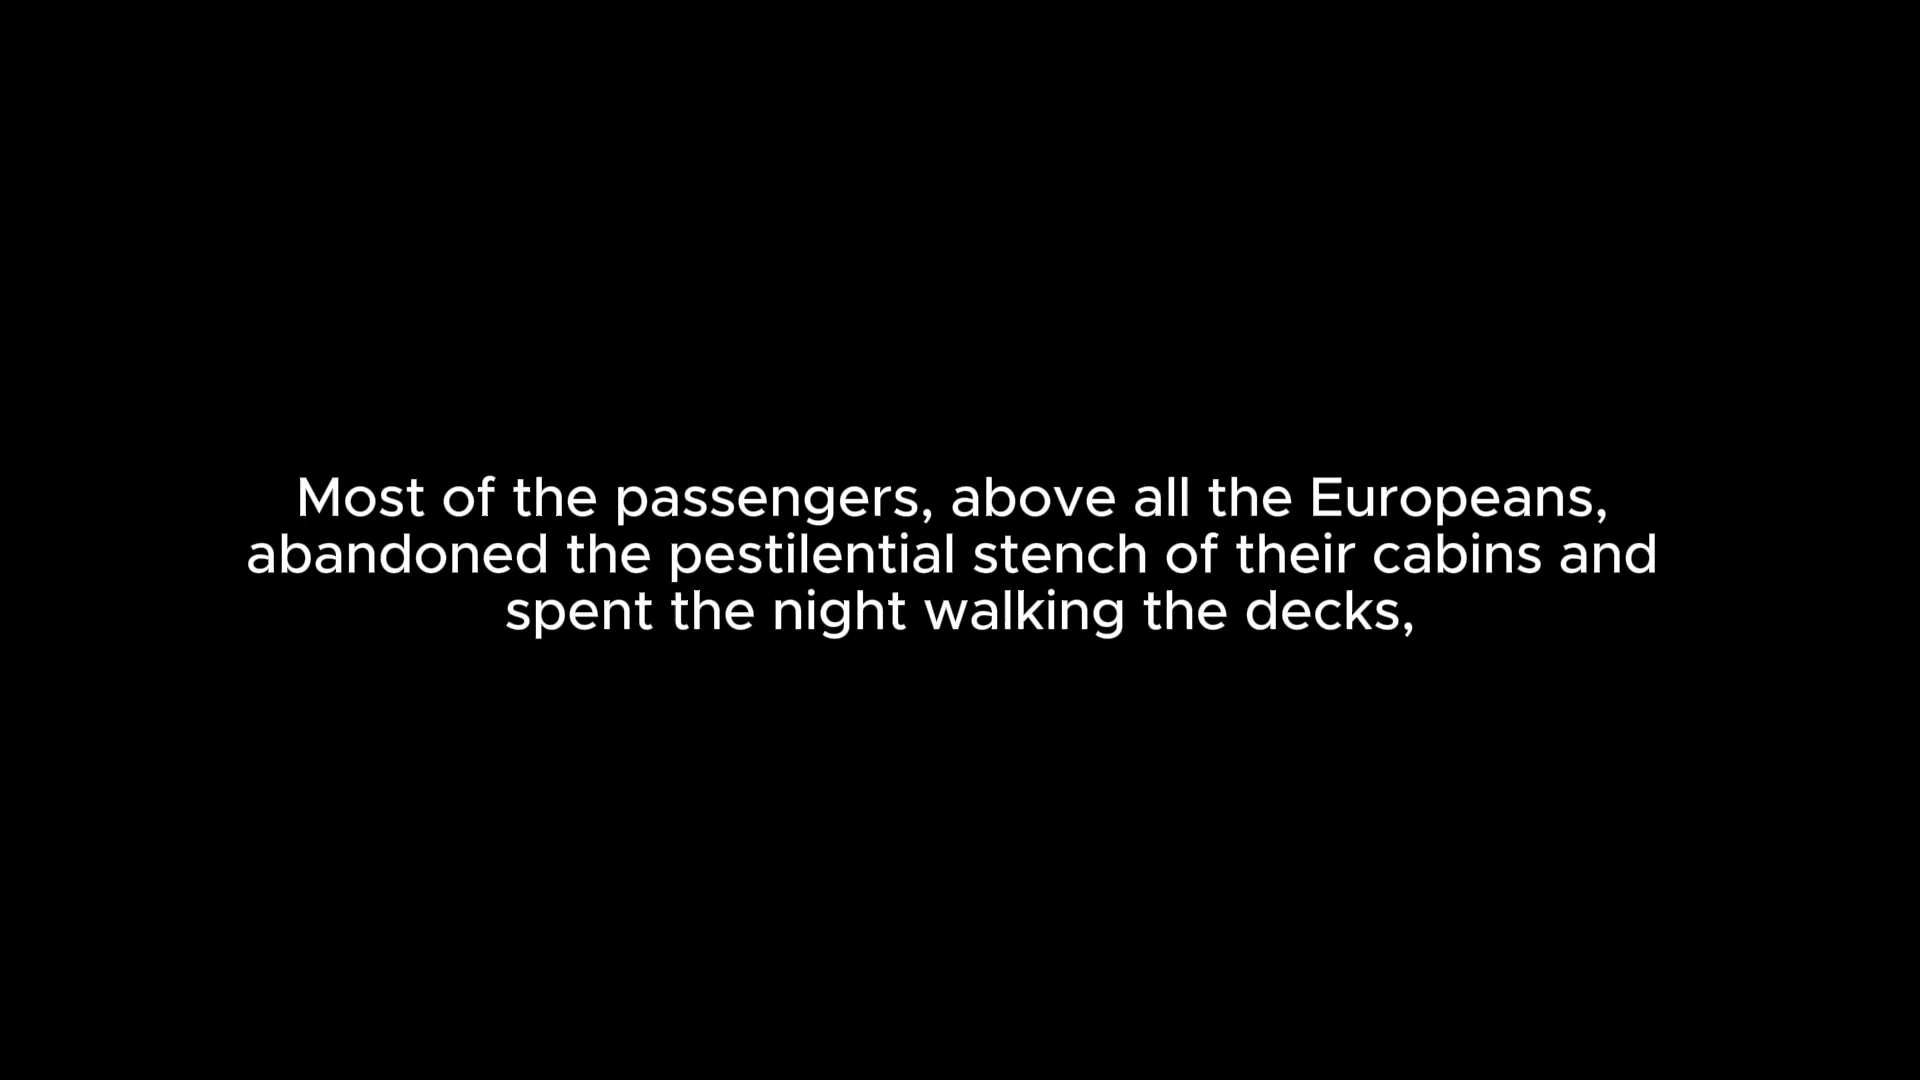 Most of the passengers, above all the Europeans,
abandoned the pestilential stench of their cabins and
spent the night walking the decks,